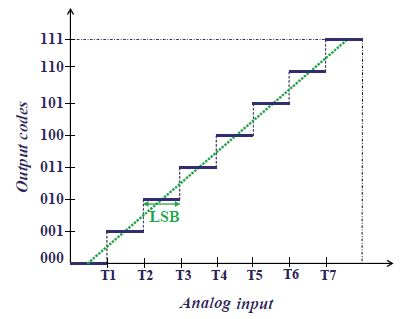 111
110
101
100
011
010
001
000
Output codes
LSB
T1 T2 T3 T4 T5 T6 T7
Analog input